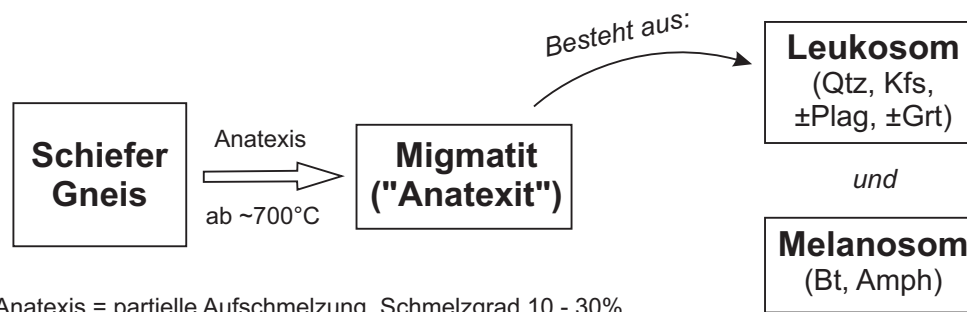 Schiefer
Gneis
Anatexis
ab ~700°C
Migmatit
("Anatexit")
Besteht aus:
Leukosom
(Qtz, Kfs,
±Plag, ±Grt)
und
Melanosom
(Bt, Amph)
Anatexis = partielle Aufschmelzung, Schmelzgrad 10 - 30%